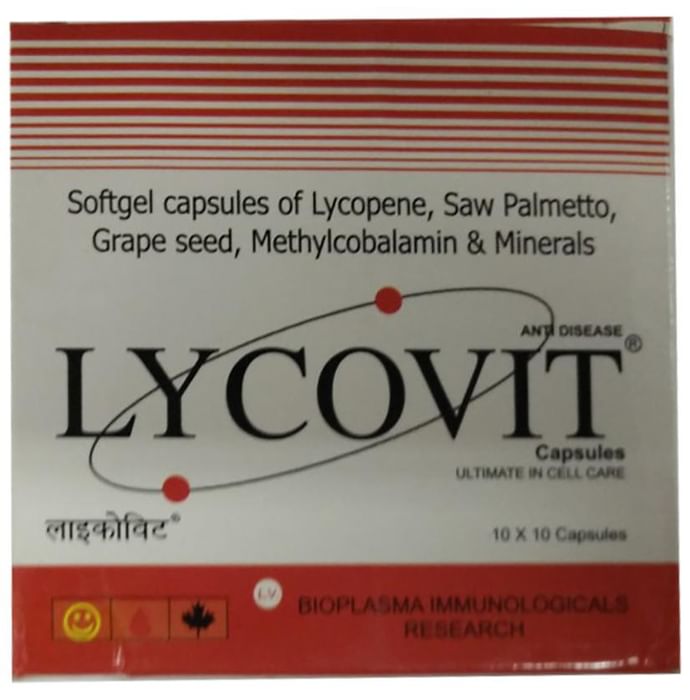 Softgel capsules of Lycopene, Saw Palmetto,
Grape seed, Methylcobalamin & Minerals
ANTI DISEASE
LYCOVIT®
Capsules
ULTIMATE IN CELL CARE
लाइकोविट®
10 X 10 Capsules
L.V.
BIOPLASMA IMMUNOLOGICALS
RESEARCH